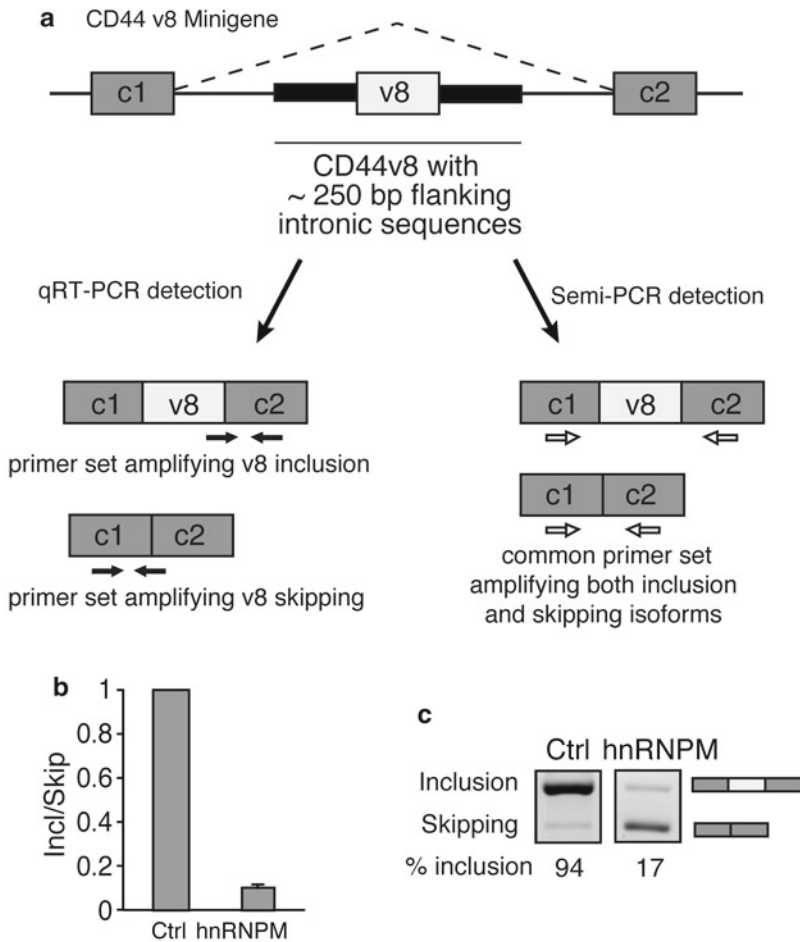 a CD44 v8 Minigene
c1 v8 c2
CD44v8 with
~ 250 bp flanking
intronic sequences
qRT-PCR detection
Semi-PCR detection
c1 v8 c2
primer set amplifying v8 inclusion
c1 c2
primer set amplifying v8 skipping
c1 v8 c2
c1 c2
common primer set
amplifying both inclusion
and skipping isoforms
b
Incl/Skip
1
0.8
0.6
0.4
0.2
0
Ctrl hnRNPM
c
Ctrl hnRNPM
Inclusion
Skipping
% inclusion 94 17